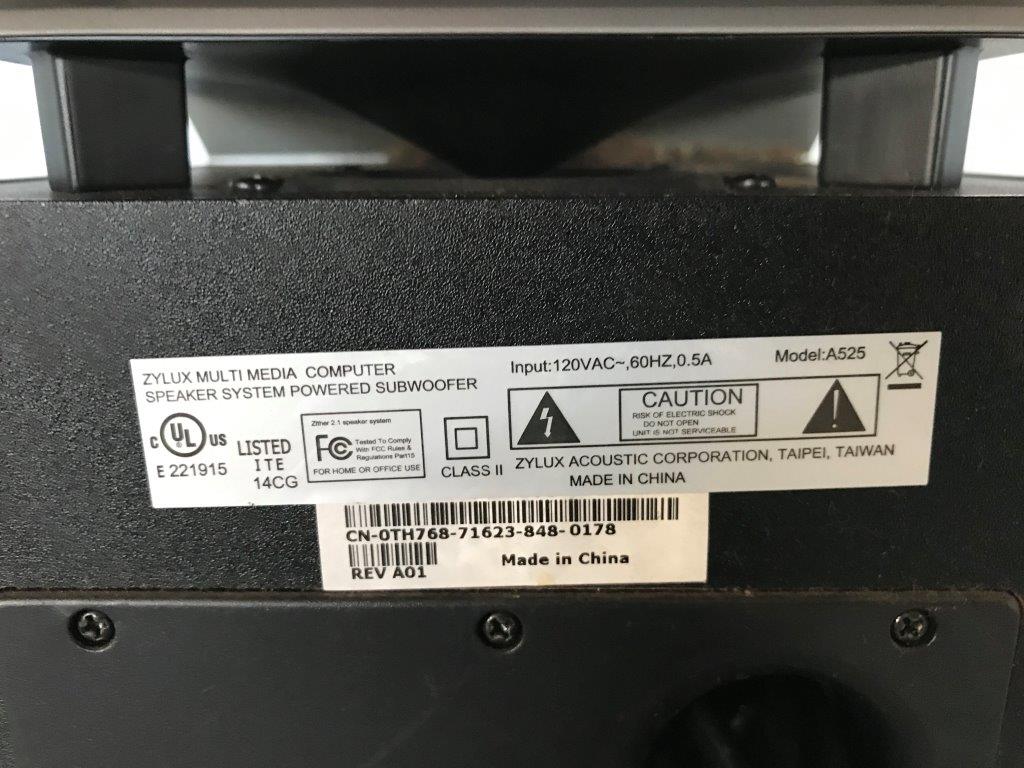 ZYLUX MULTI MEDIA COMPUTER
SPEAKER SYSTEM POWERED SUBWOOFER
Input:120VAC~,60HZ,0.5A
Model:A525
C UL US
®
E 221915
LISTED
ITE
14CG
Zither 2.1 speaker system
FC
Tested To Comply
With FCC Rules &
Regulations Part15
FOR HOME OR OFFICE USE
CLASS II
CAUTION
RISK OF ELECTRIC SHOCK
DO NOT OPEN
UNIT IS NOT SERVICEABLE
ZYLUX ACOUSTIC CORPORATION, TAIPEI, TAIWAN
MADE IN CHINA
CN-0TH768-71623-848-0178
REV A01
Made in China